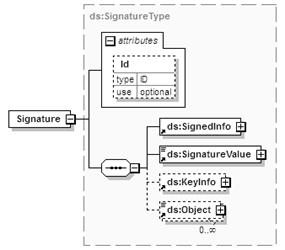 ds:SignatureType
attributes
Id
type ID
use optional
Signature
ds:SignedInfo
ds:SignatureValue
ds:KeyInfo
ds:Object
0..∞